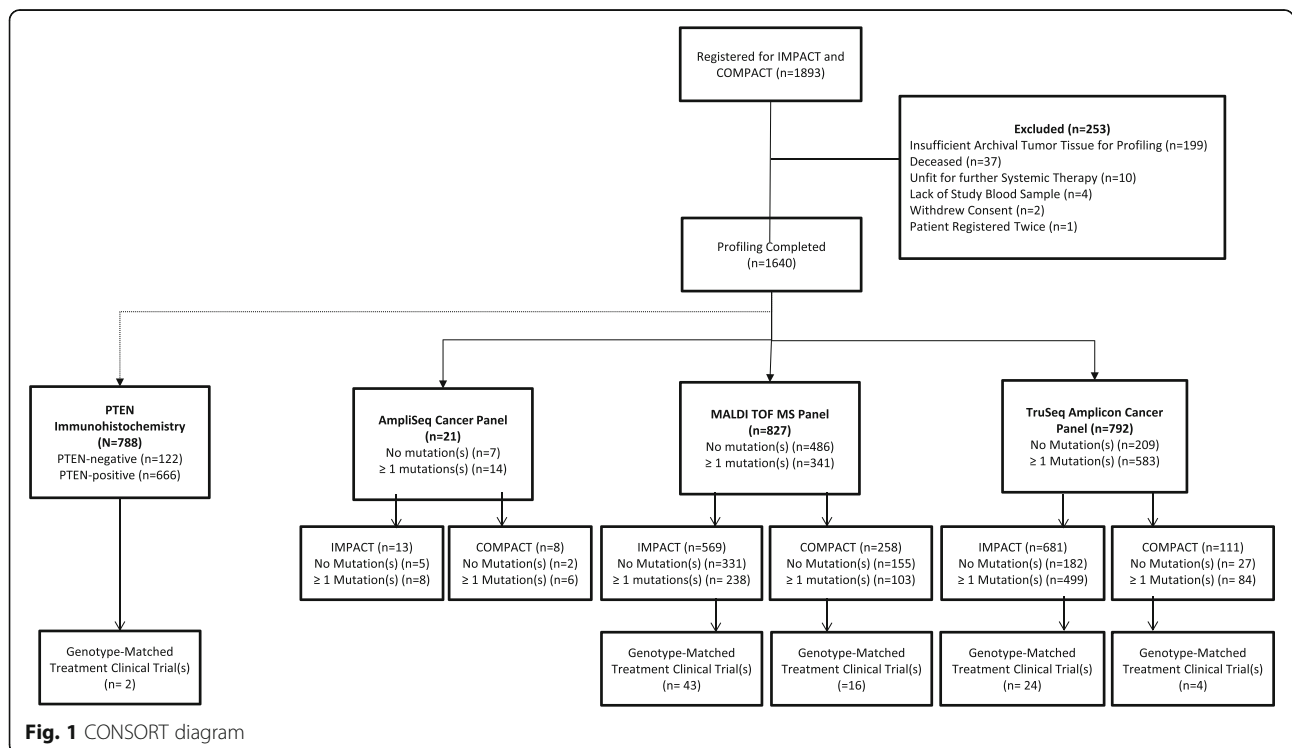 Registered for IMPACT and
COMPACT (n=1893)
Excluded (n=253)
Insufficient Archival Tumor Tissue for Profiling (n=199)
Deceased (n=37)
Unfit for further Systemic Therapy (n=10)
Lack of Study Blood Sample (n=4)
Withdrew Consent (n=2)
Patient Registered Twice (n=1)
Profiling Completed
(n=1640)
PTEN
Immunohistochemistry
(N=788)
PTEN-negative (n=122)
PTEN-positive (n=666)
AmpliSeq Cancer Panel
(n=21)
No mutation(s) (n=7)
≥ 1 mutations(s) (n=14)
MALDI TOF MS Panel
(n=827)
No mutation(s) (n=486)
≥ 1 mutation(s) (n=341)
TruSeq Amplicon Cancer
Panel (n=792)
No Mutation(s) (n=209)
≥ 1 Mutation(s) (n=583)
IMPACT (n=13)
No Mutation(s) (n=5)
≥ 1 Mutation(s) (n=8)
COMPACT (n=8)
No Mutation(s) (n=2)
≥ 1 Mutation(s) (n=6)
IMPACT (n=569)
No Mutation(s) (n=331)
≥ 1 mutations(s) (n= 238)
COMPACT (n=258)
No Mutation(s) (n=155)
≥ 1 mutation(s) (n=103)
IMPACT (n=681)
No Mutation(s) (n=182)
≥ 1 Mutation(s) (n=499)
COMPACT (n=111)
No Mutation(s) (n= 27)
≥ 1 Mutation(s) (n= 84)
Genotype-Matched
Treatment Clinical Trial(s)
(n= 2)
Genotype-Matched
Treatment Clinical Trial(s)
(n= 43)
Genotype-Matched
Treatment Clinical Trial(s)
(=16)
Genotype-Matched
Treatment Clinical Trial(s)
(n= 24)
Genotype-Matched
Treatment Clinical Trial(s)
(n=4)
Fig. 1 CONSORT diagram